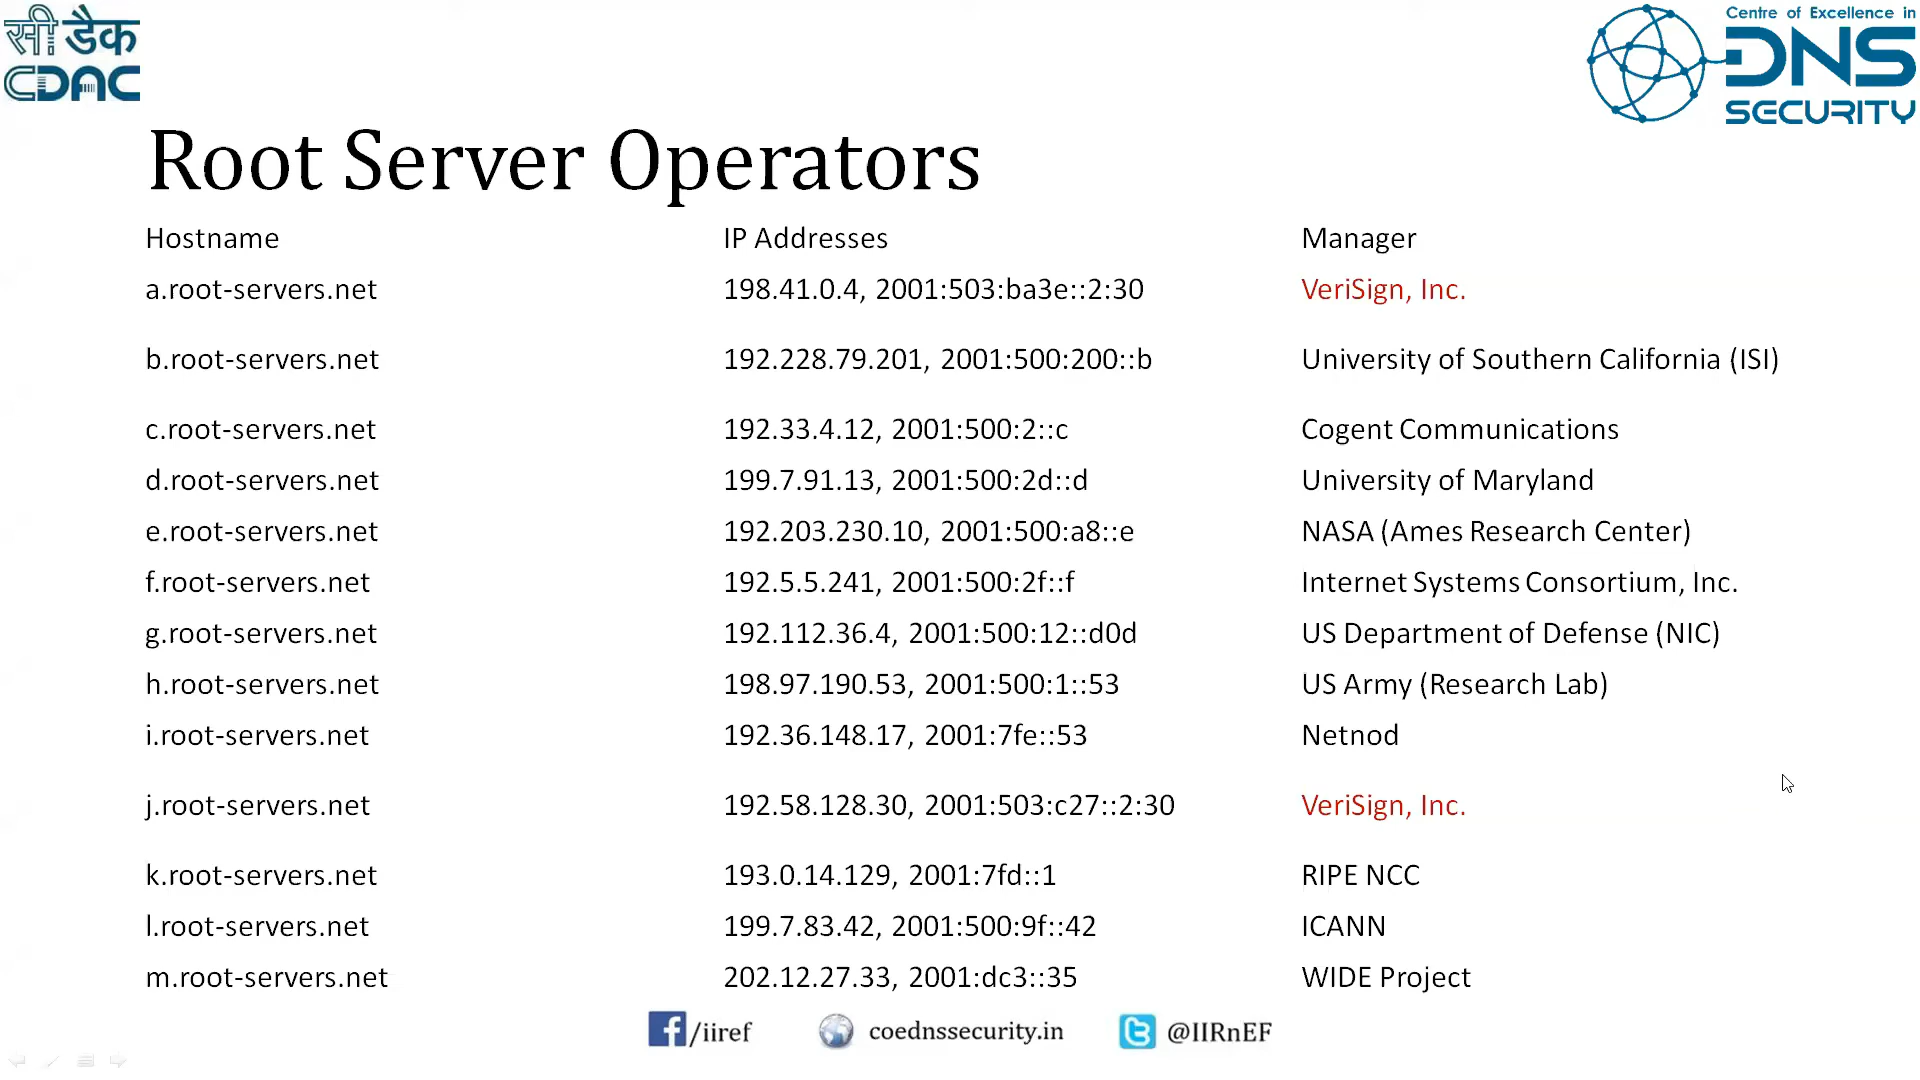 सी डैक
CDAC
Centre of Excellence in
DNS
SECURITY
Root Server Operators
Hostname IP Addresses Manager
a.root-servers.net 198.41.0.4, 2001:503:ba3e::2:30 VeriSign, Inc.
b.root-servers.net 192.228.79.201, 2001:500:200::b University of Southern California (ISI)
c.root-servers.net 192.33.4.12, 2001:500:2::c Cogent Communications
d.root-servers.net 199.7.91.13, 2001:500:2d::d University of Maryland
e.root-servers.net 192.203.230.10, 2001:500:a8::e NASA (Ames Research Center)
f.root-servers.net 192.5.5.241, 2001:500:2f::f Internet Systems Consortium, Inc.
g.root-servers.net 192.112.36.4, 2001:500:12::d0d US Department of Defense (NIC)
h.root-servers.net 198.97.190.53, 2001:500:1::53 US Army (Research Lab)
i.root-servers.net 192.36.148.17, 2001:7fe::53 Netnod
j.root-servers.net 192.58.128.30, 2001:503:c27::2:30 VeriSign, Inc.
k.root-servers.net 193.0.14.129, 2001:7fd::1 RIPE NCC
l.root-servers.net 199.7.83.42, 2001:500:9f::42 ICANN
m.root-servers.net 202.12.27.33, 2001:dc3::35 WIDE Project
/iiref coednssecurity.in @IIRnEF